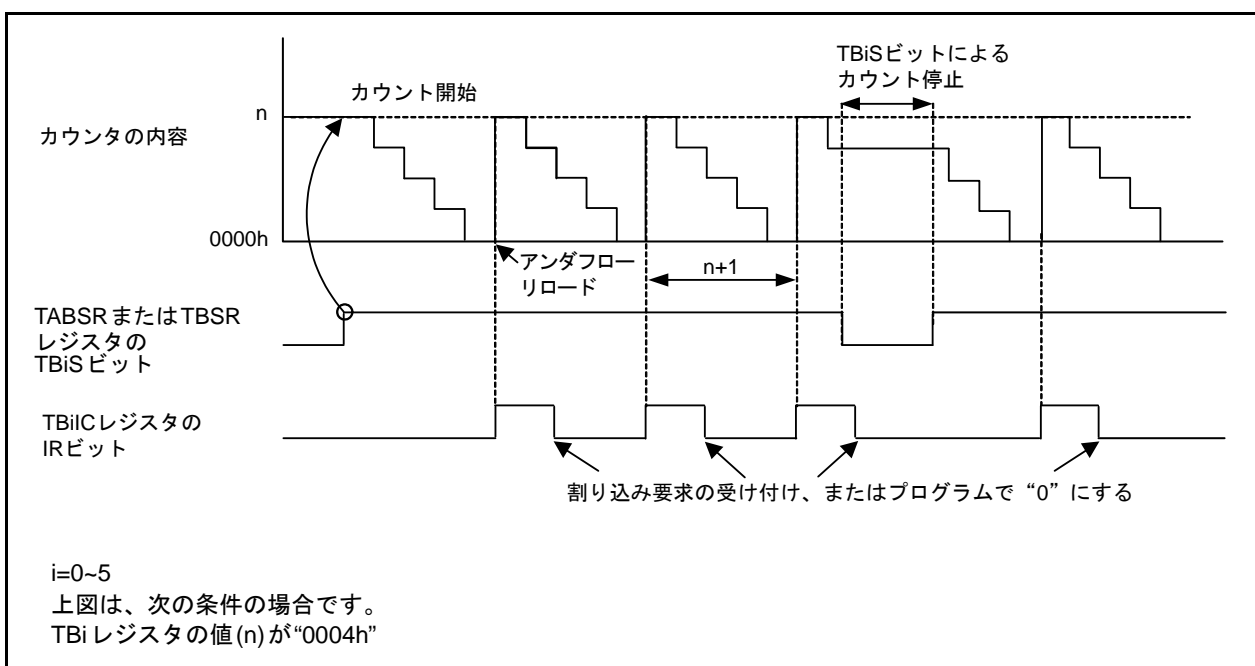 TBiSビットによる
カウント停止
カウント開始
n
カウンタの内容
0000h
アンダフロー
リロード
n+1
TABSRまたはTBSR
レジスタの
TBiSビット
TBiICレジスタの
IRビット
割り込み要求の受け付け、またはプログラムで“0”にする
i=0~5
上図は、次の条件の場合です。
TBiレジスタの値(n)が“0004h”